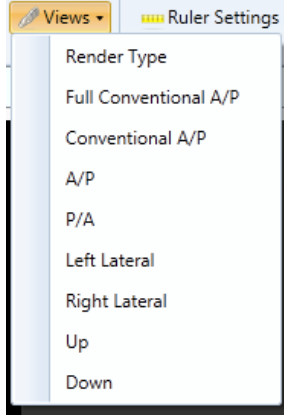 Views Ruler Settings
Render Type
Full Conventional A/P
Conventional A/P
A/P
P/A
Left Lateral
Right Lateral
Up
Down